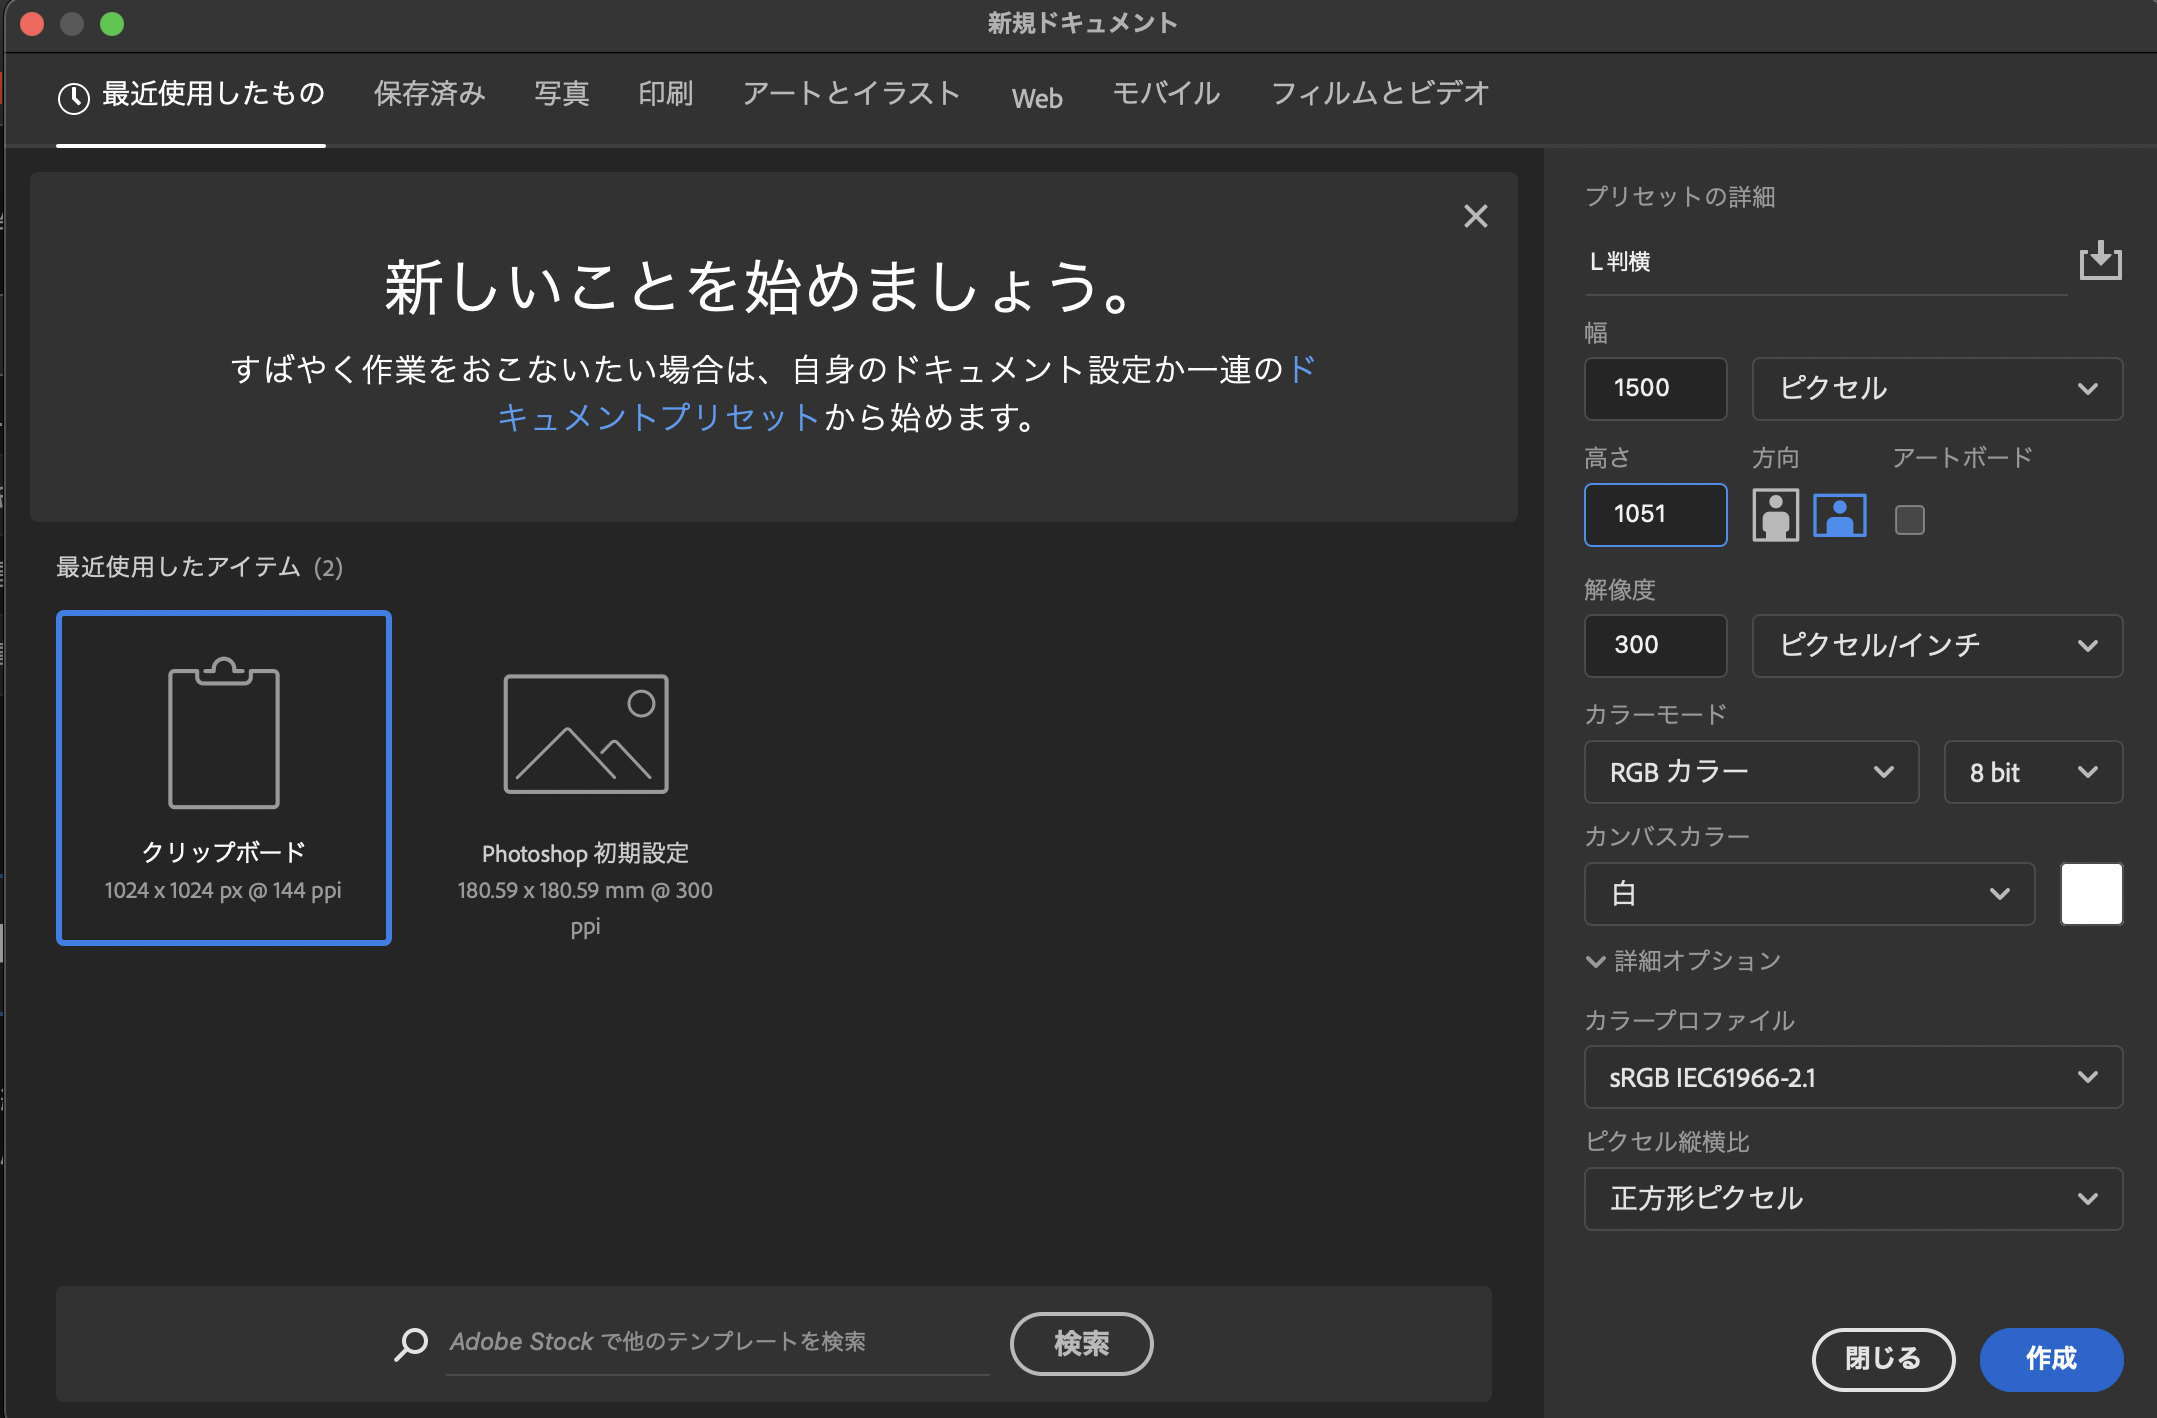 新規ドキュメント
最近使用したもの
保存済み
写真
印刷
アートとイラスト
Web
モバイル
フィルムとビデオ
新しいことを始めましょう。
すばやく作業をおこないたい場合は、自身のドキュメント設定か一連のド
キュメントプリセットから始めます。
最近使用したアイテム (2)
クリップボード
1024 x 1024 px @ 144 ppi
Photoshop 初期設定
180.59 x 180.59 mm @ 300
ppi
Adobe Stock で他のテンプレートを検索
検索
プリセットの詳細
L判横
幅
1500
ピクセル
高さ
方向
アートボード
1051
解像度
300
ピクセル/インチ
カラーモード
RGB カラー
8 bit
カンバスカラー
白
詳細オプション
カラープロファイル
sRGB IEC61966-2.1
ピクセル縦横比
正方形ピクセル
閉じる
作成